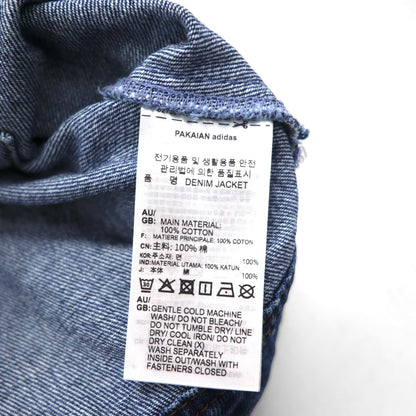 PAKAIAN adidas
전기용품 및 생활용품 안전
관리법에 의한 품질표시
품 명 DENIM JACKET
AU/
GB: MAIN MATERIAL:
100% COTTON
F: MATIERE PRINCIPALE: 100% COTON
CN: 主料: 100% 棉
KOR: 주소재: 면 100%
IND: MATERIAL UTAMA: 100% KATUN
J: 本体 綿 100%
AU/
GB: GENTLE COLD MACHINE
WASH/ DO NOT BLEACH/
DO NOT TUMBLE DRY/ LINE
DRY/ COOL IRON/ DO NOT
DRY CLEAN (X)
WASH SEPARATELY
INSIDE OUT/WASH WITH
FASTENERS CLOSED/